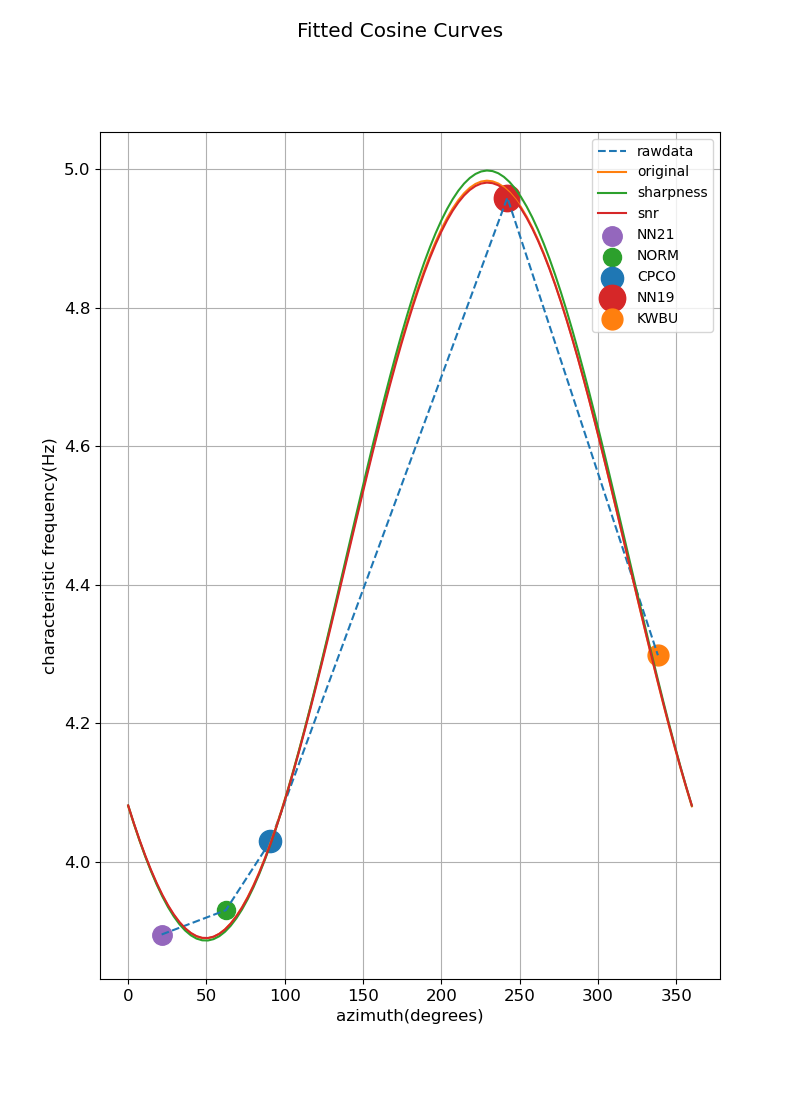 Fitted Cosine Curves
rawdata
original
sharpness
snr
NN21
NORM
CPCO
NN19
KWBU
characteristic frequency(Hz)
5.0
4.8
4.6
4.4
4.2
4.0
0 50 100 150 200 250 300 350
azimuth(degrees)